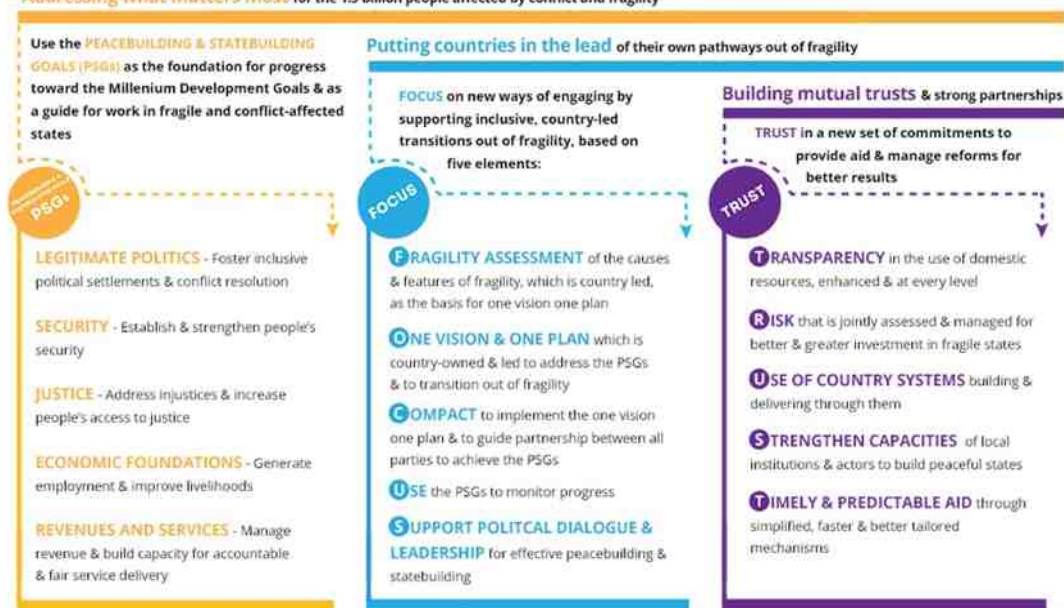 Addressing what matters most for the 1.5 billion people affected by conflict and fragility
Use the PEACEBUILDING & STATEBUILDING
GOALS (PSGs) as the foundation for progress
toward the Millenium Development Goals & as
a guide for work in fragile and conflict-affected
states
PSGs
LEGITIMATE POLITICS - Foster inclusive
political settlements & conflict resolution
SECURITY - Establish & strengthen people's
security
JUSTICE - Address injustices & increase
people's access to justice
ECONOMIC FOUNDATIONS - Generate
employment & improve livelihoods
REVENUES AND SERVICES - Manage
revenue & build capacity for accountable
& fair service delivery
Putting countries in the lead of their own pathways out of fragility
FOCUS on new ways of engaging by
supporting inclusive, country-led
transitions out of fragility, based on
five elements:
FOCUS
FRAGILITY ASSESSMENT of the causes
& features of fragility, which is country led,
as the basis for one vision one plan
ONE VISION & ONE PLAN which is
country-owned & led to address the PSGs
& to transition out of fragility
COMPACT to implement the one vision
one plan & to guide partnership between all
parties to achieve the PSGs
USE the PSGs to monitor progress
SUPPORT POLITCAL DIALOGUE &
LEADERSHIP for effective peacebuilding &
statebuilding
Building mutual trusts & strong partnerships
TRUST in a new set of commitments to
provide aid & manage reforms for
better results
TRUST
TRANSPARENCY in the use of domestic
resources, enhanced & at every level
RISK that is jointly assessed & managed for
better & greater investment in fragile states
USE OF COUNTRY SYSTEMS building &
delivering through them
STRENGTHEN CAPACITIES of local
institutions & actors to build peaceful states
TIMELY & PREDICTABLE AID through
simplified, faster & better tailored
mechanisms